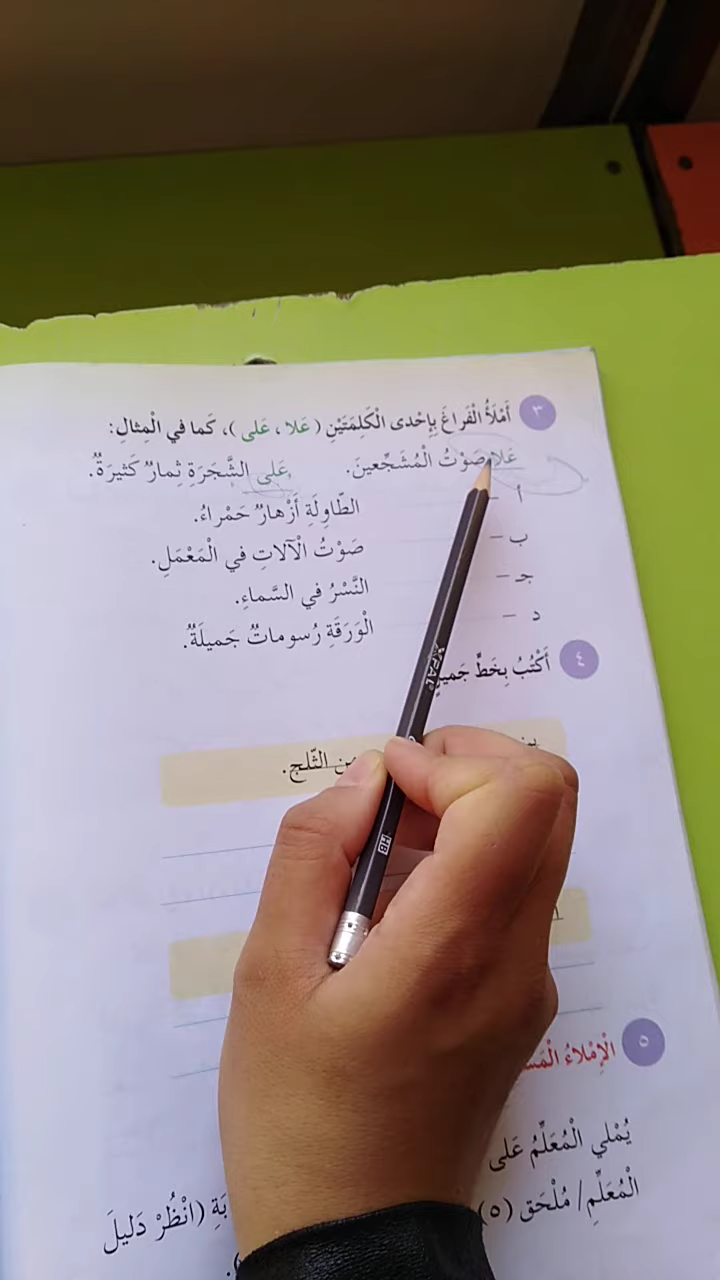 ٣ أَمْلَأُ الْفَراغَ بِإِحْدى الْكَلِمَتَيْنِ ( عَلا ، عَلى )، كَما في الْمِثالِ:
عَلا صَوْتُ الْمُشَجِّعينَ. عَلى الشَّجَرَةِ ثِمارٌ كَثيرَةٌ.
أ – الطّاوِلَةِ أَزْهارٌ حَمْراءُ.
ب – صَوْتُ الْآلاتِ في الْمَعْمَلِ.
جـ – النَّسْرُ في السَّماءِ.
د – الْوَرَقَةِ رُسوماتٌ جَميلَةٌ.
٤ أَكْتُبُ بِخَطٍّ
الثّلج.
٥ الْإِمْلاءُ
يُمْلي الْمُعَلِّمُ عَلى
الْمُعَلِّمِ/ مُلْحَق (٥) (انْظُرْ دَليلَ
HB